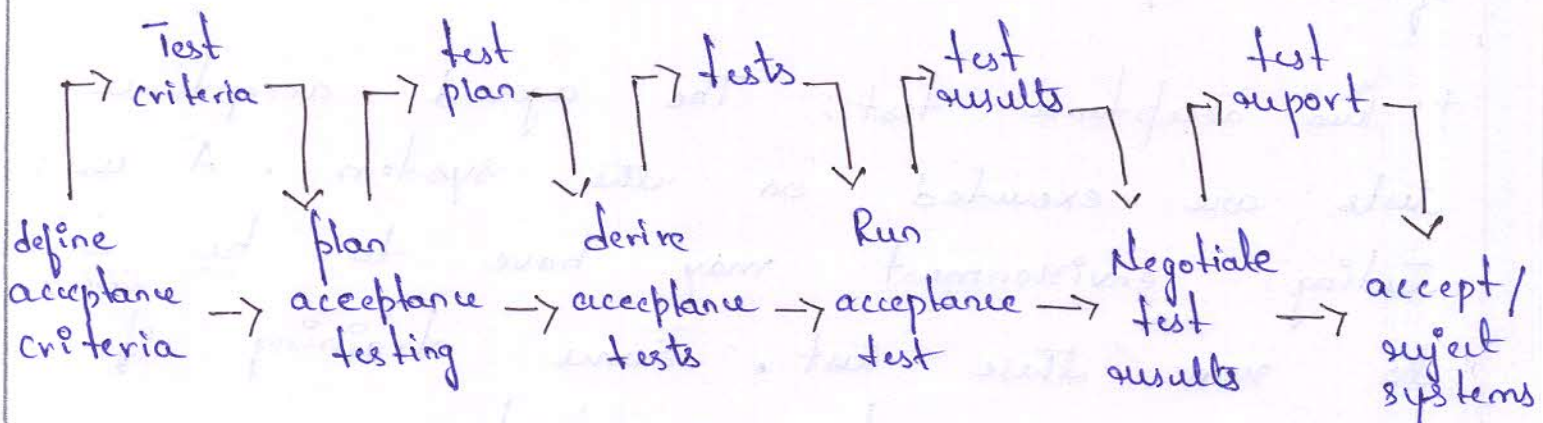 Test
criteria
test
plan
tests
test
results
test
report
define
acceptance
criteria
plan
acceptance
testing
derive
acceptance
tests
Run
acceptance
test
Negotiate
test
results
accept/
reject
systems